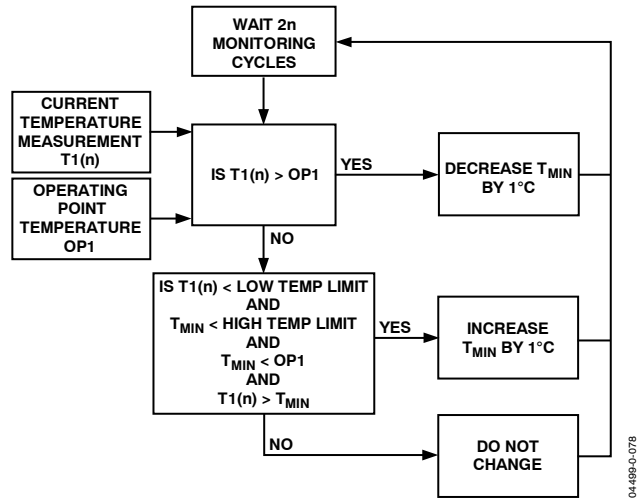 WAIT 2n
MONITORING
CYCLES
CURRENT
TEMPERATURE
MEASUREMENT
T1(n)
IS T1(n) > OP1
YES
DECREASE TMIN
BY 1°C
OPERATING
POINT
TEMPERATURE
OP1
NO
IS T1(n) < LOW TEMP LIMIT
AND
TMIN < HIGH TEMP LIMIT
AND
TMIN < OP1
AND
T1(n) > TMIN
YES
INCREASE
TMIN BY 1°C
NO
DO NOT
CHANGE
04499-0-078